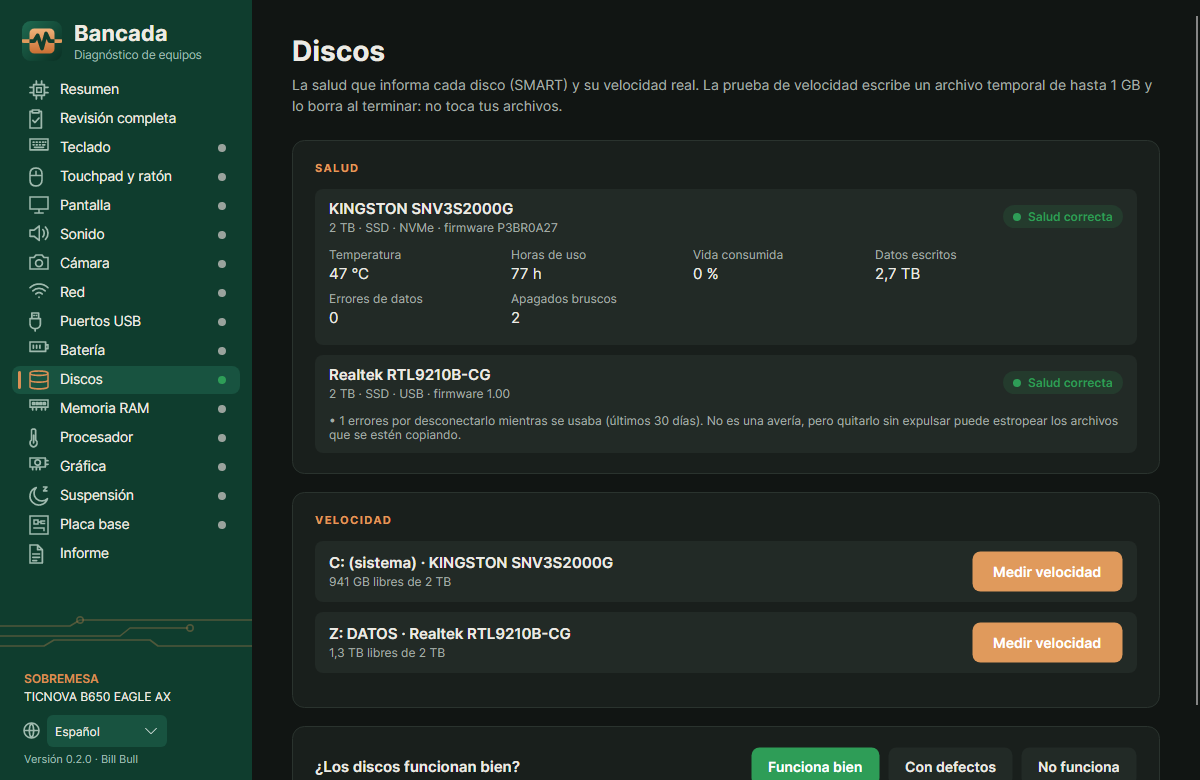 Bancada
Diagnóstico de equipos
Resumen
Revisión completa
Teclado
Touchpad y ratón
Pantalla
Sonido
Cámara
Red
Puertos USB
Batería
Discos
Memoria RAM
Procesador
Gráfica
Suspensión
Placa base
Informe
SOBREMESA
TICNOVA B650 EAGLE AX
Español
Versión 0.2.0 · Bill Bull
Discos
La salud que informa cada disco (SMART) y su velocidad real. La prueba de velocidad escribe un archivo temporal de hasta 1 GB y
lo borra al terminar: no toca tus archivos.
SALUD
KINGSTON SNV3S2000G
2 TB · SSD · NVMe · firmware P3BR0A27
Salud correcta
Temperatura Horas de uso Vida consumida Datos escritos
47 °C 77 h 0 % 2,7 TB
Errores de datos Apagados bruscos
0 2
Realtek RTL9210B-CG
2 TB · SSD · USB · firmware 1.00
Salud correcta
• 1 errores por desconectarlo mientras se usaba (últimos 30 días). No es una avería, pero quitarlo sin expulsar puede estropear los archivos
que se estén copiando.
VELOCIDAD
C: (sistema) · KINGSTON SNV3S2000G
941 GB libres de 2 TB
Medir velocidad
Z: DATOS · Realtek RTL9210B-CG
1,3 TB libres de 2 TB
Medir velocidad
¿Los discos funcionan bien?
Funciona bien
Con defectos
No funciona